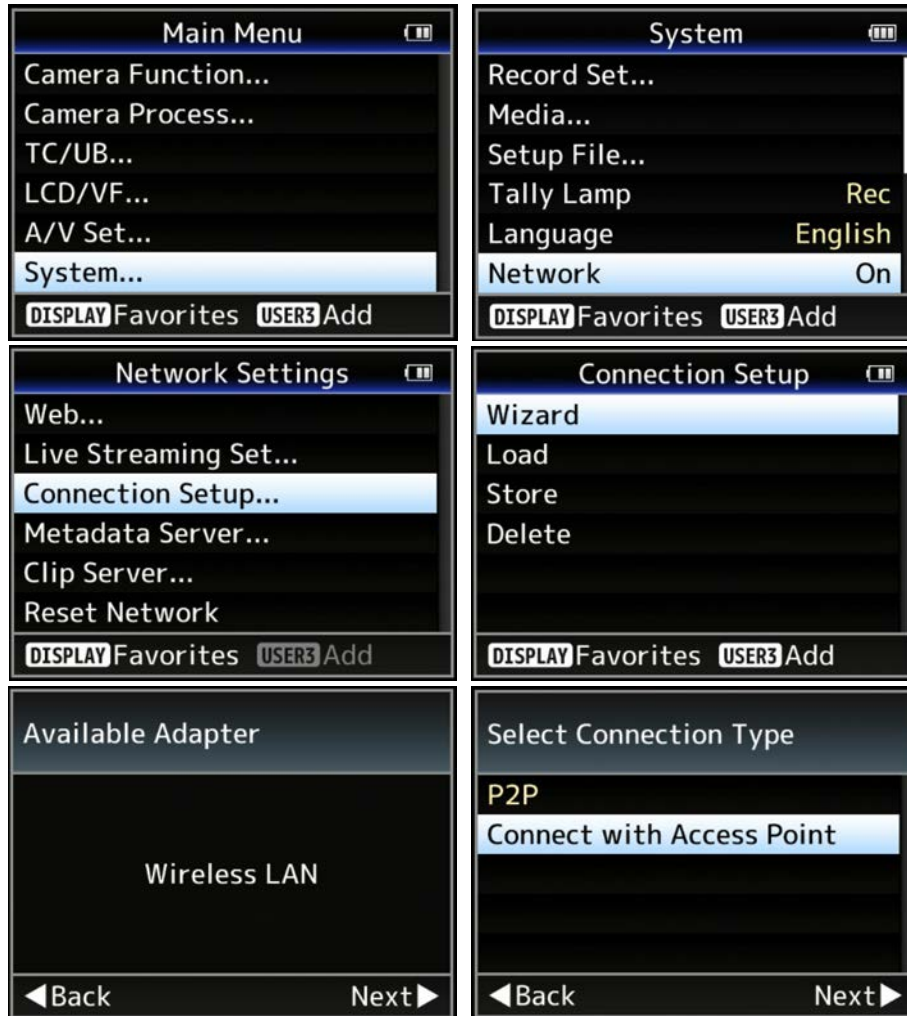 Main Menu
Camera Function...
Camera Process...
TC/UB...
LCD/VF...
A/V Set...
System...
DISPLAY Favorites USER3 Add
System
Record Set...
Media...
Setup File...
Tally Lamp Rec
Language English
Network On
DISPLAY Favorites USER3 Add
Network Settings
Web...
Live Streaming Set...
Connection Setup...
Metadata Server...
Clip Server...
Reset Network
DISPLAY Favorites USER3 Add
Connection Setup
Wizard
Load
Store
Delete
DISPLAY Favorites USER3 Add
Available Adapter
Wireless LAN
◀Back Next▶
Select Connection Type
P2P
Connect with Access Point
◀Back Next▶